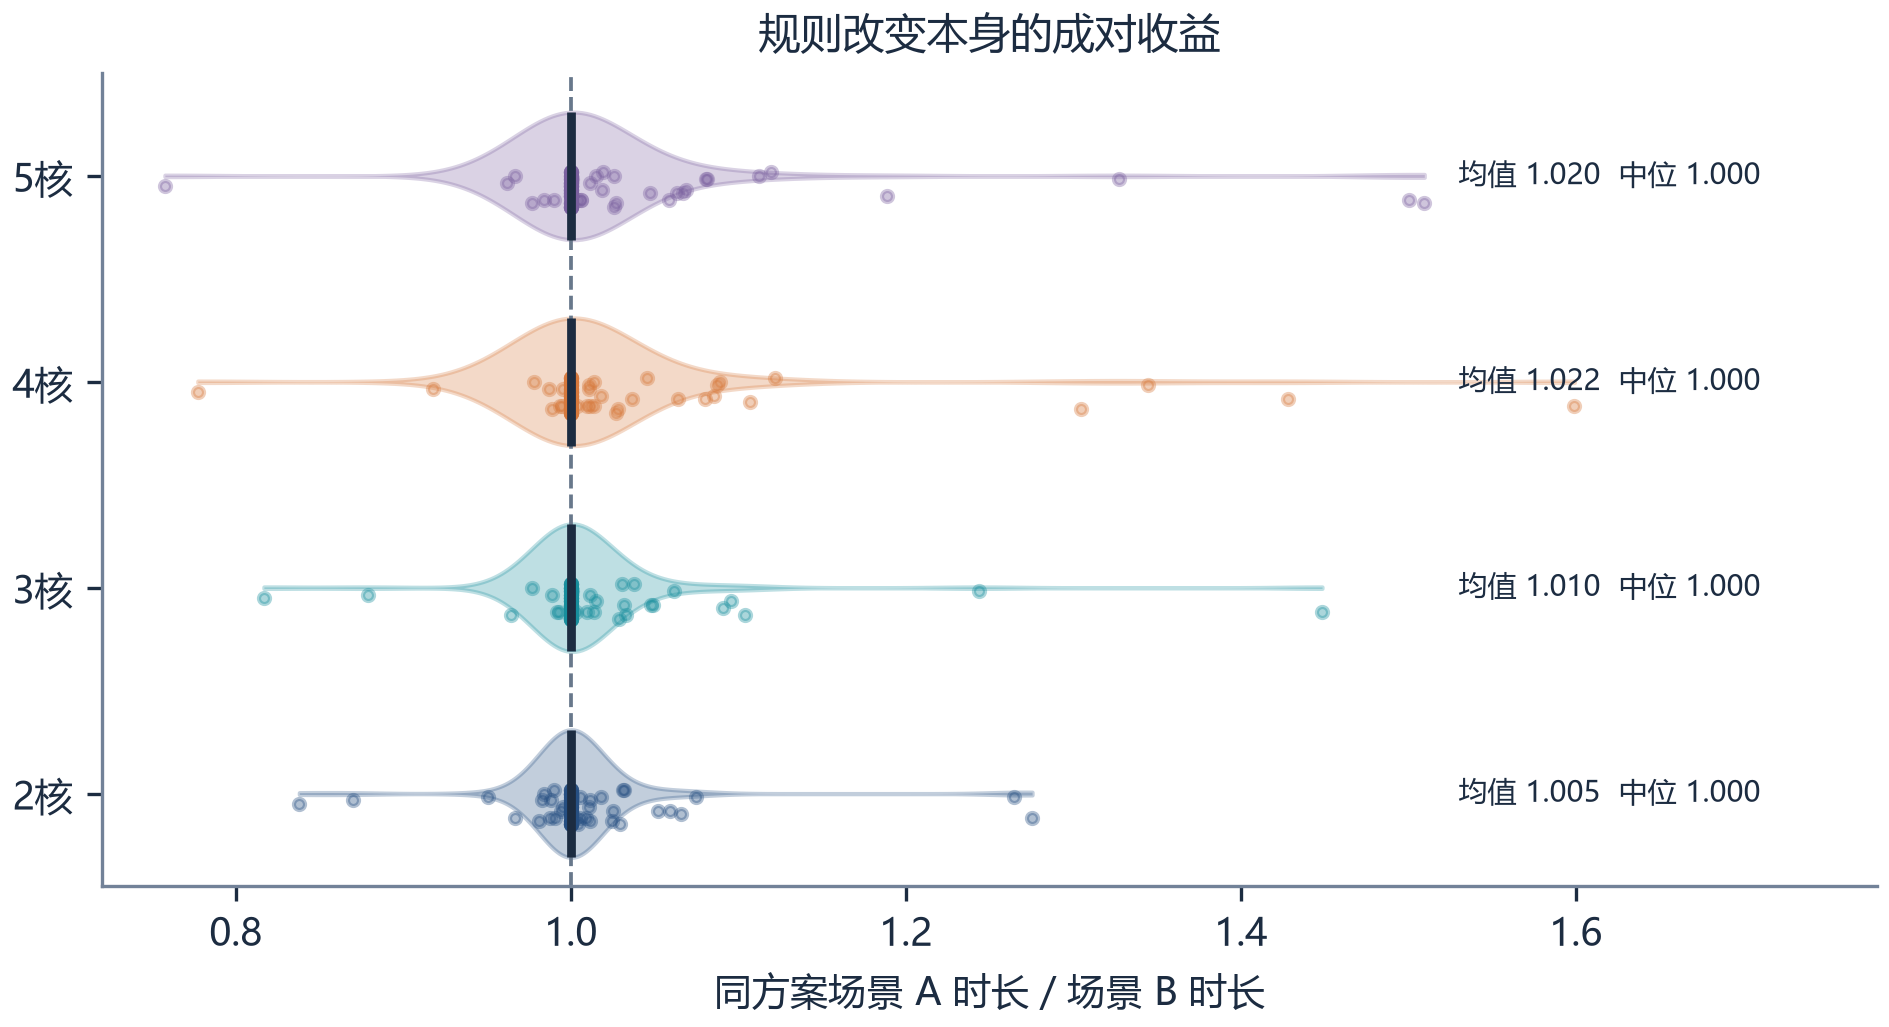 规则改变本身的成对收益
5核
均值 1.020 中位 1.000
4核
均值 1.022 中位 1.000
3核
均值 1.010 中位 1.000
2核
均值 1.005 中位 1.000
0.8 1.0 1.2 1.4 1.6
同方案场景 A 时长 / 场景 B 时长